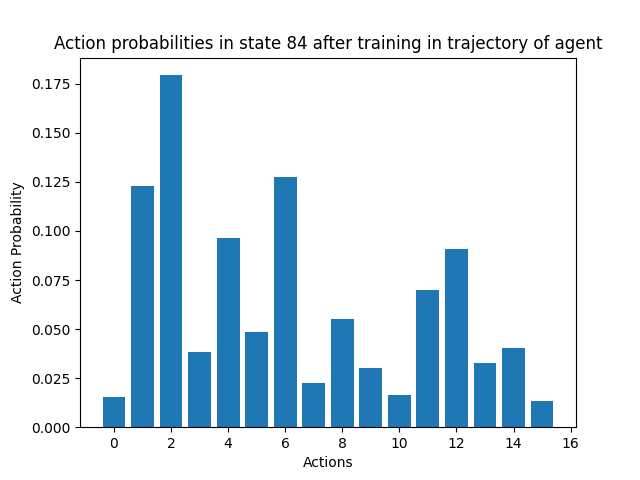 Action probabilities in state 84 after training in trajectory of agent
0.175
0.150
0.125
0.100
0.075
0.050
0.025
0.000
Action Probability
0 2 4 6 8 10 12 14 16
Actions